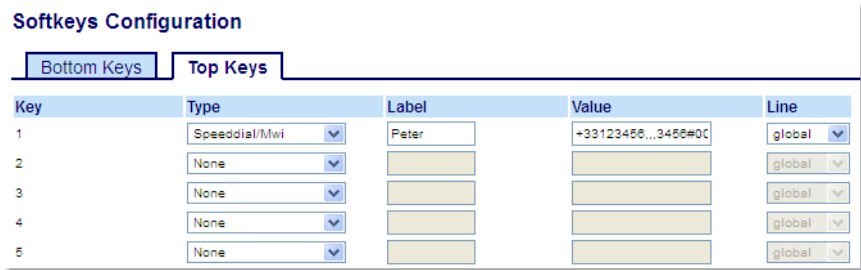 Softkeys Configuration
Bottom Keys Top Keys
Key Type Label Value Line
1 Speeddial/Mwi Peter +33123456,,,3456#00 global
2 None global
3 None global
4 None global
5 None global